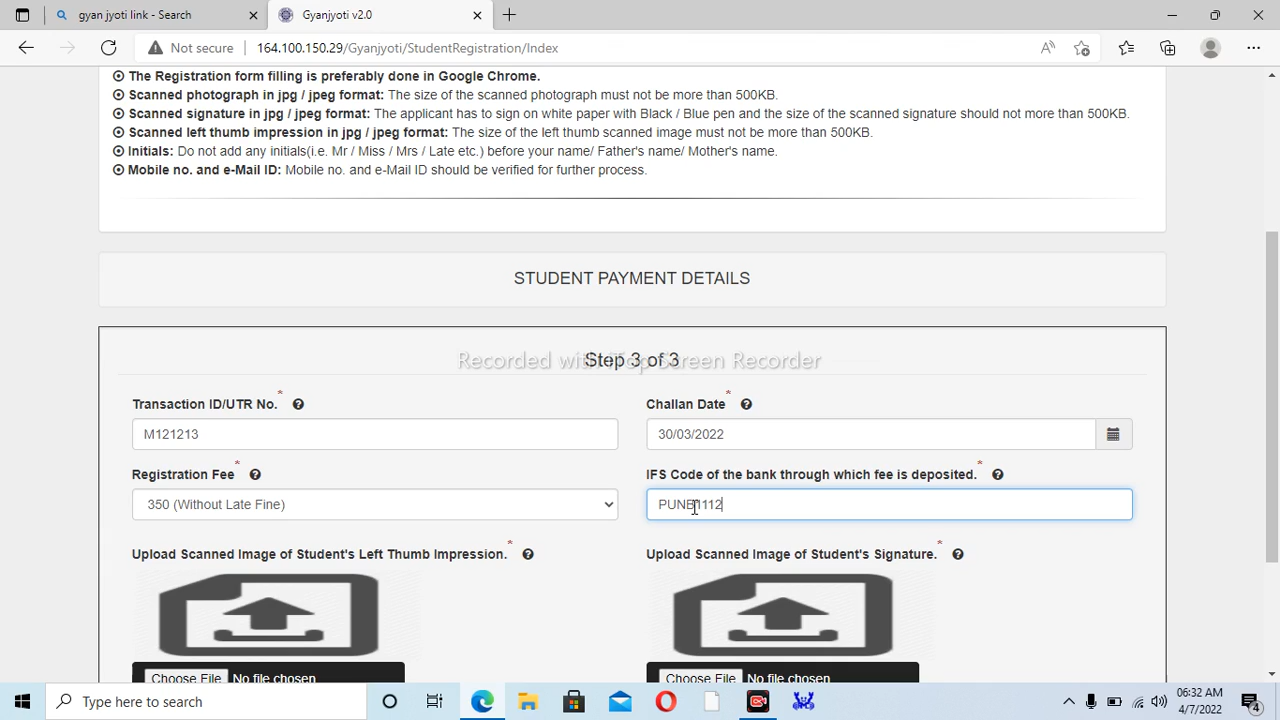 gyan jyoti link - Search
Gyanjyoti v2.0
Not secure
164.100.150.29/Gyanjyoti/StudentRegistration/Index
The Registration form filling is preferably done in Google Chrome.
Scanned photograph in jpg / jpeg format: The size of the scanned photograph must not be more than 500KB.
Scanned signature in jpg / jpeg format: The applicant has to sign on white paper with Black / Blue pen and the size of the scanned signature should not more than 500KB.
Scanned left thumb impression in jpg / jpeg format: The size of the left thumb scanned image must not be more than 500KB.
Initials: Do not add any initials(i.e. Mr / Miss / Mrs / Late etc.) before your name/ Father's name/ Mother's name.
Mobile no. and e-Mail ID: Mobile no. and e-Mail ID should be verified for further process.
STUDENT PAYMENT DETAILS
Recorded with iTop Screen Recorder
Step 3 of 3
Transaction ID/UTR No. *
Challan Date *
M121213
30/03/2022
Registration Fee *
IFS Code of the bank through which fee is deposited. *
350 (Without Late Fine)
Upload Scanned Image of Student's Left Thumb Impression. *
Upload Scanned Image of Student's Signature. *
Choose File No file chosen
Choose File No file chosen
Type here to search
06:32 AM
4/7/2022
4